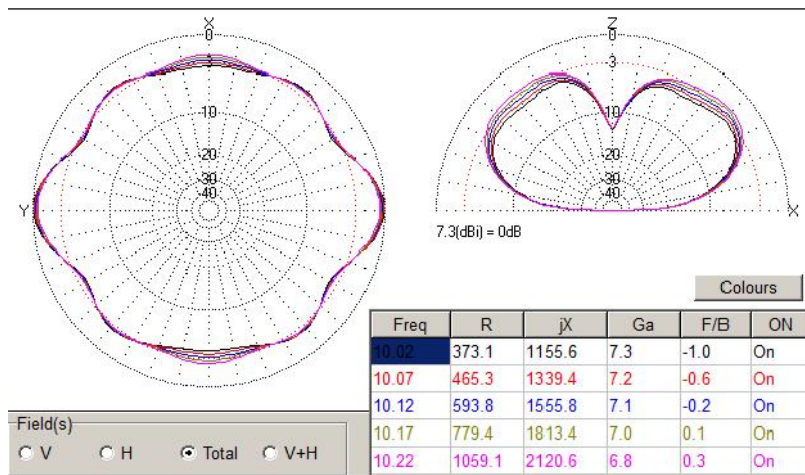 X
0
-10
-20
-30
-40
Y
Z
0
-3
-10
-20
-30
-40
X
7.3(dBi) = 0dB
Colours
Freq R jX Ga F/B ON
10.02 373.1 1155.6 7.3 -1.0 On
10.07 465.3 1339.4 7.2 -0.6 On
10.12 593.8 1555.8 7.1 -0.2 On
10.17 779.4 1813.4 7.0 0.1 On
10.22 1059.1 2120.6 6.8 0.3 On
Field(s)
V H Total V+H